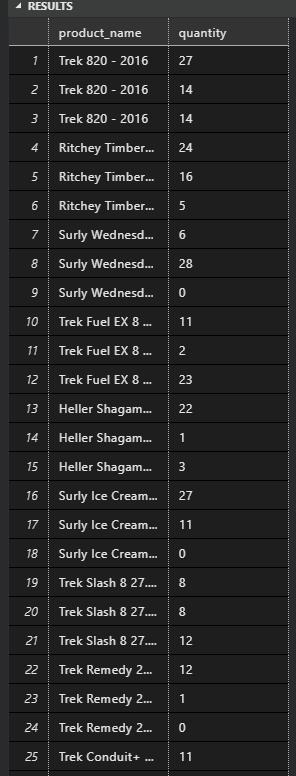 RESULTS
product_name quantity
1 Trek 820 - 2016 27
2 Trek 820 - 2016 14
3 Trek 820 - 2016 14
4 Ritchey Timber... 24
5 Ritchey Timber... 16
6 Ritchey Timber... 5
7 Surly Wednesd... 6
8 Surly Wednesd... 28
9 Surly Wednesd... 0
10 Trek Fuel EX 8 ... 11
11 Trek Fuel EX 8 ... 2
12 Trek Fuel EX 8 ... 23
13 Heller Shagam... 22
14 Heller Shagam... 1
15 Heller Shagam... 3
16 Surly Ice Cream... 27
17 Surly Ice Cream... 11
18 Surly Ice Cream... 0
19 Trek Slash 8 27.... 8
20 Trek Slash 8 27.... 8
21 Trek Slash 8 27.... 12
22 Trek Remedy 2... 12
23 Trek Remedy 2... 1
24 Trek Remedy 2... 0
25 Trek Conduit+ ... 11